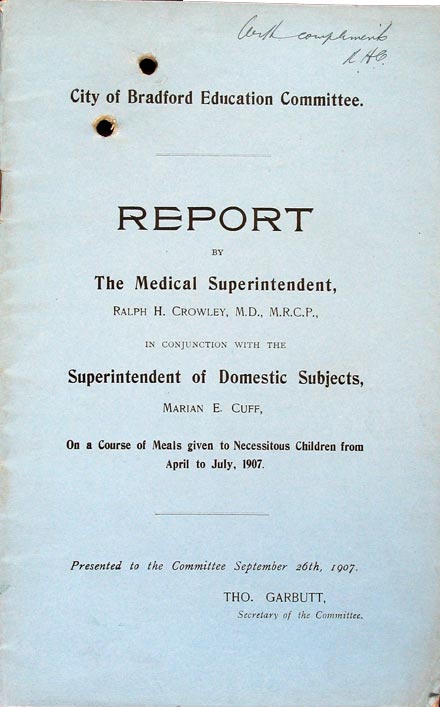 With compliments
R.H.C.
City of Bradford Education Committee.
REPORT
BY
The Medical Superintendent,
RALPH H. CROWLEY, M.D., M.R.C.P.,
IN CONJUNCTION WITH THE
Superintendent of Domestic Subjects,
MARIAN E. CUFF,
On a Course of Meals given to Necessitous Children from
April to July, 1907.
Presented to the Committee September 26th, 1907.
THO. GARBUTT,
Secretary of the Committee.